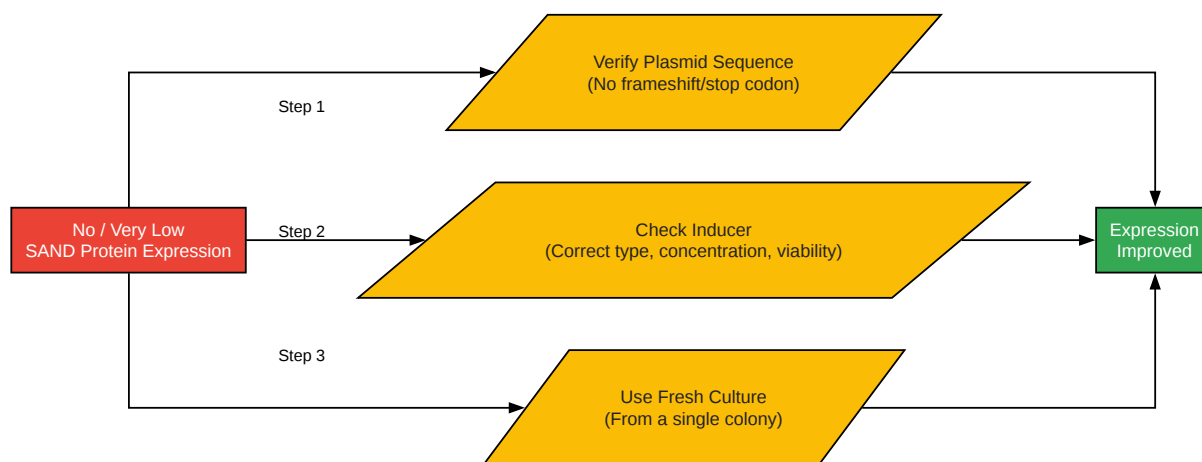 Verify Plasmid Sequence
(No frameshift/stop codon)
Step 1
No / Very Low
SAND Protein Expression
Step 2
Check Inducer
(Correct type, concentration, viability)
Expression
Improved
Step 3
Use Fresh Culture
(From a single colony)